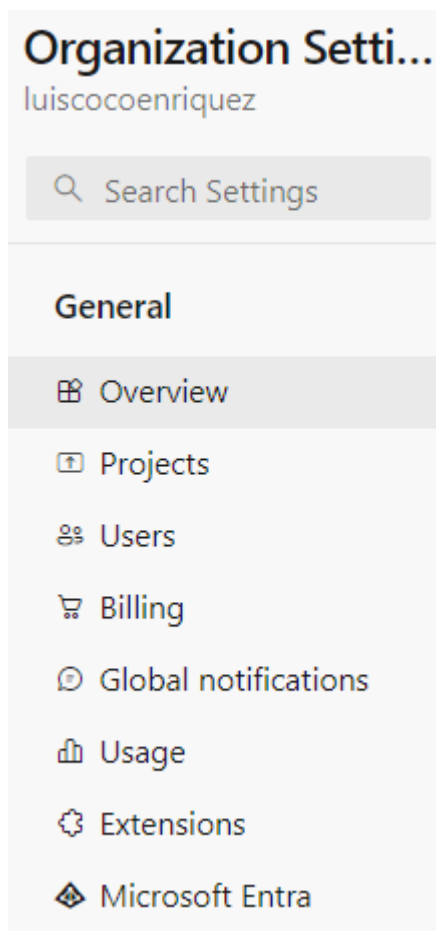 Organization Setti...
luiscocoenriquez
Search Settings
General
Overview
Projects
Users
Billing
Global notifications
Usage
Extensions
Microsoft Entra